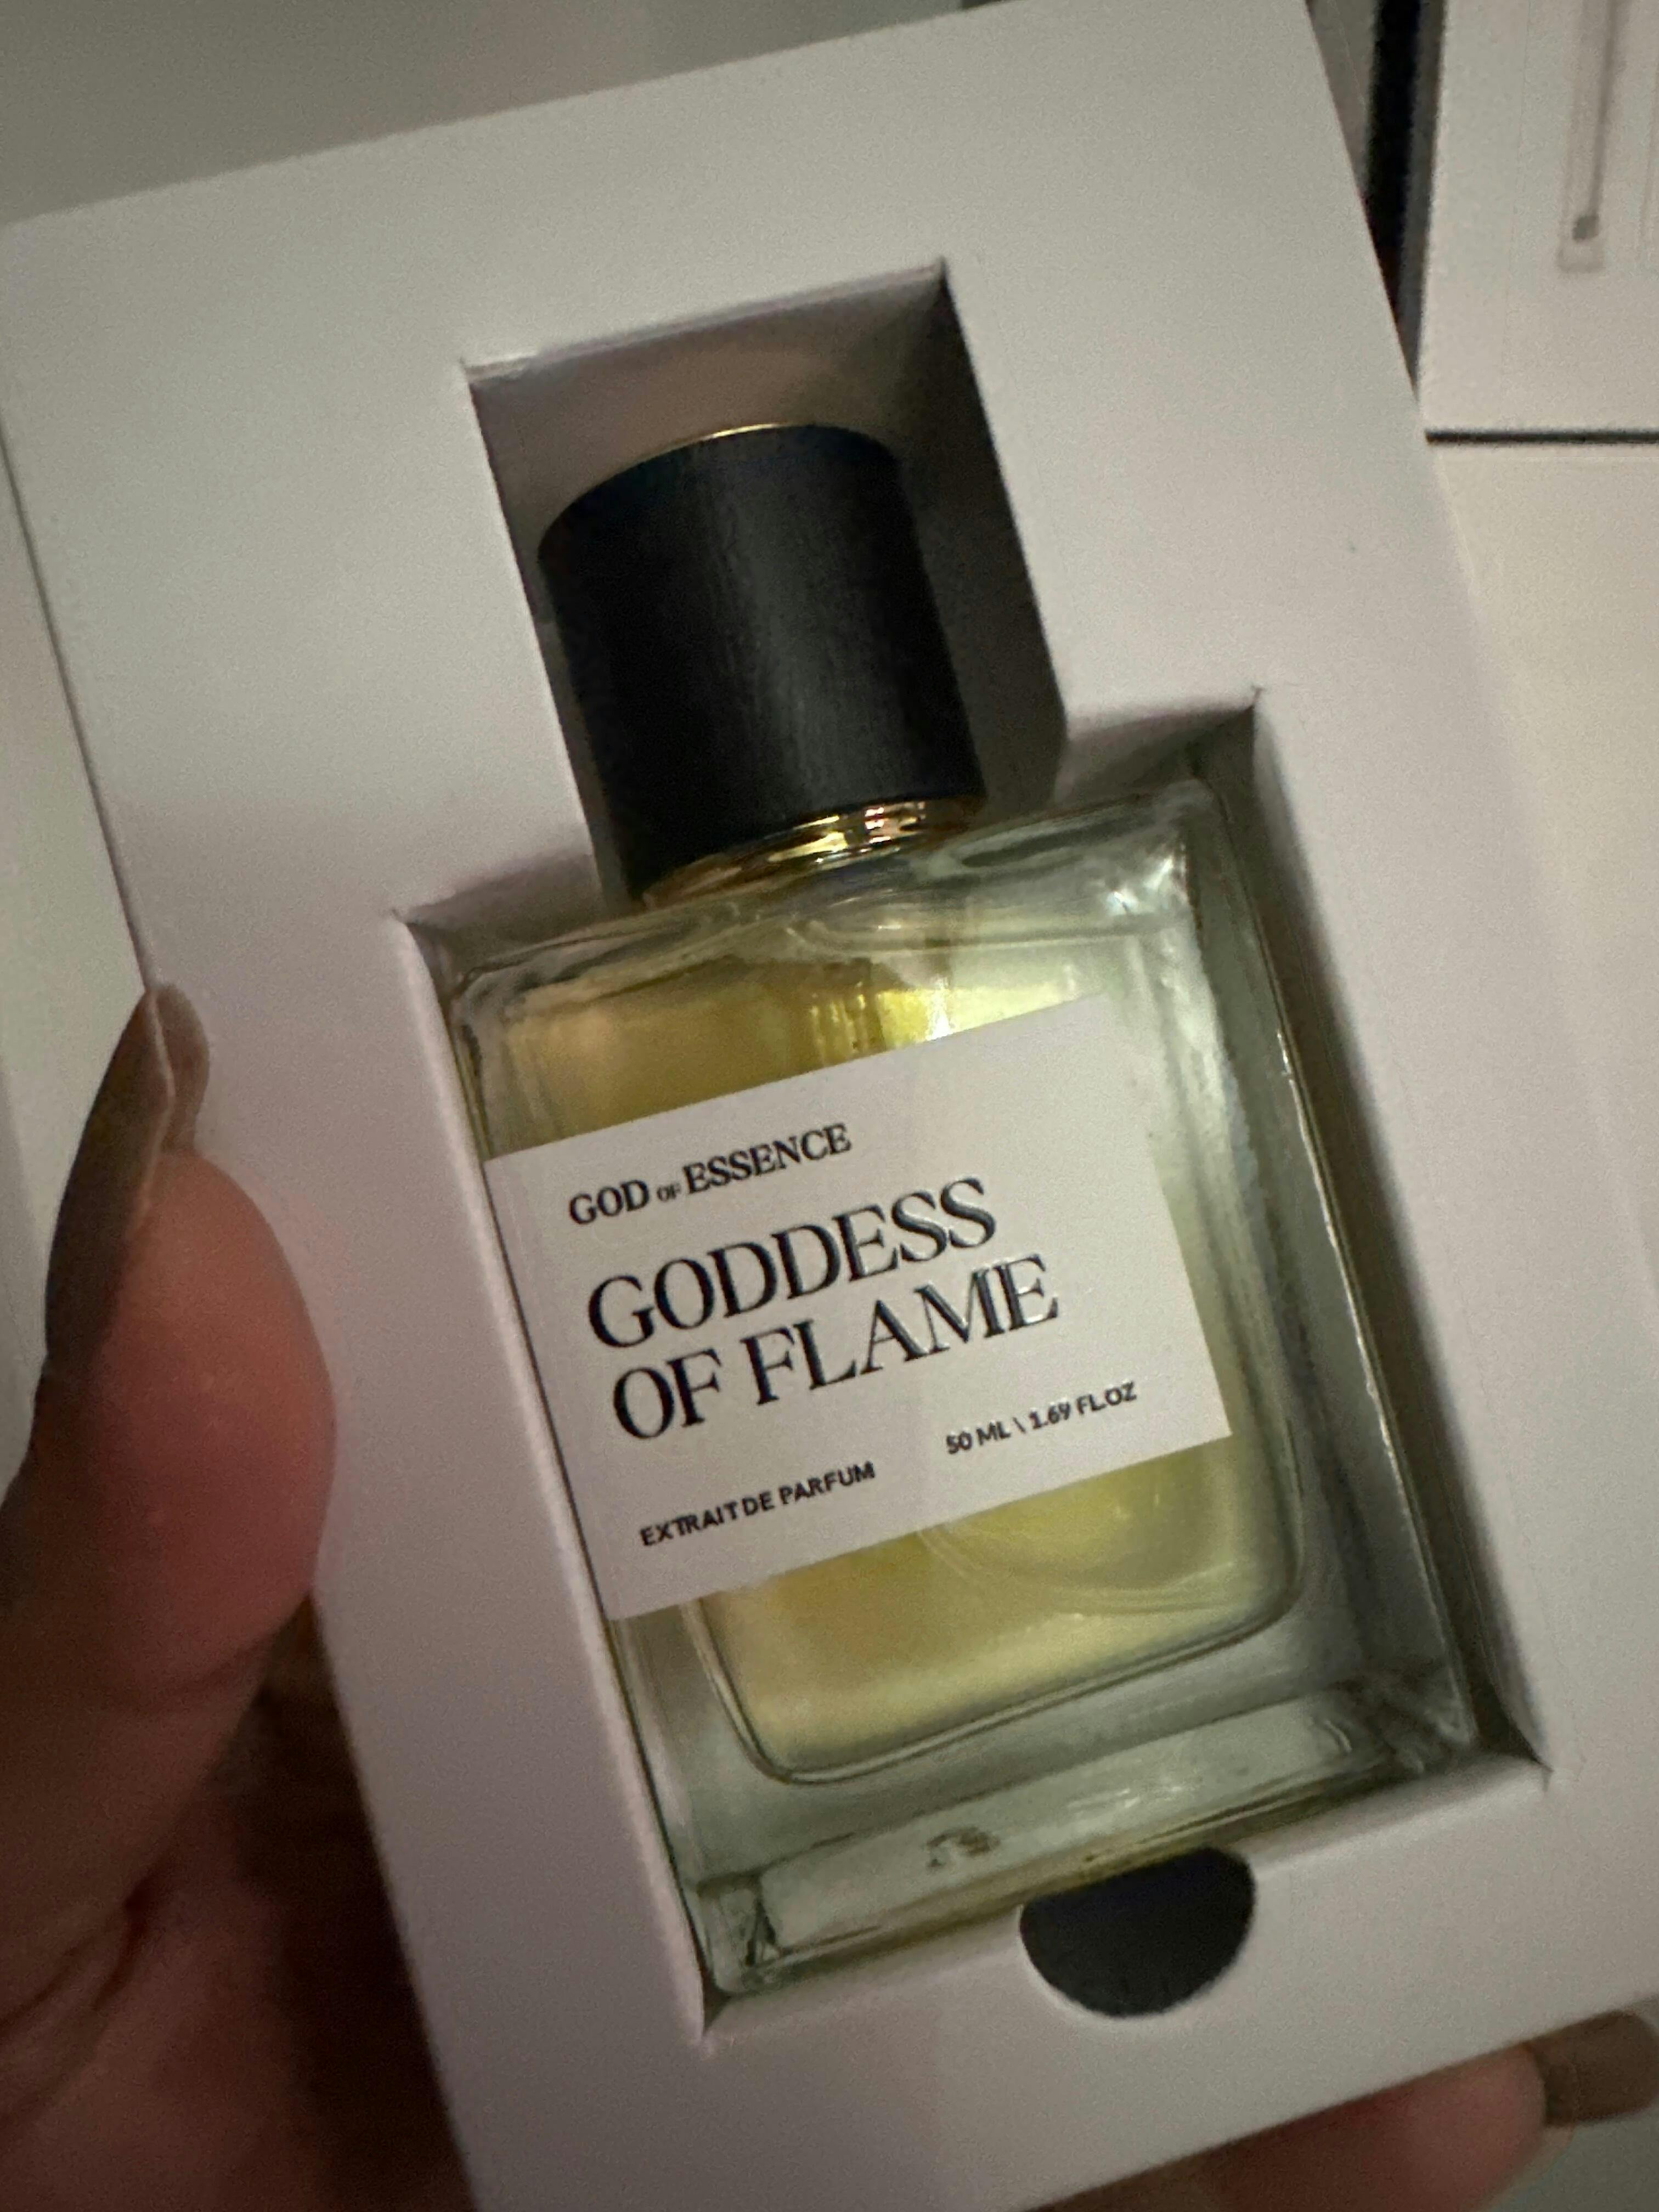 GOD OF ESSENCE
GODDESS
OF FLAME
EXTRAIT DE PARFUM 50 ML \ 1.69 FL.OZ